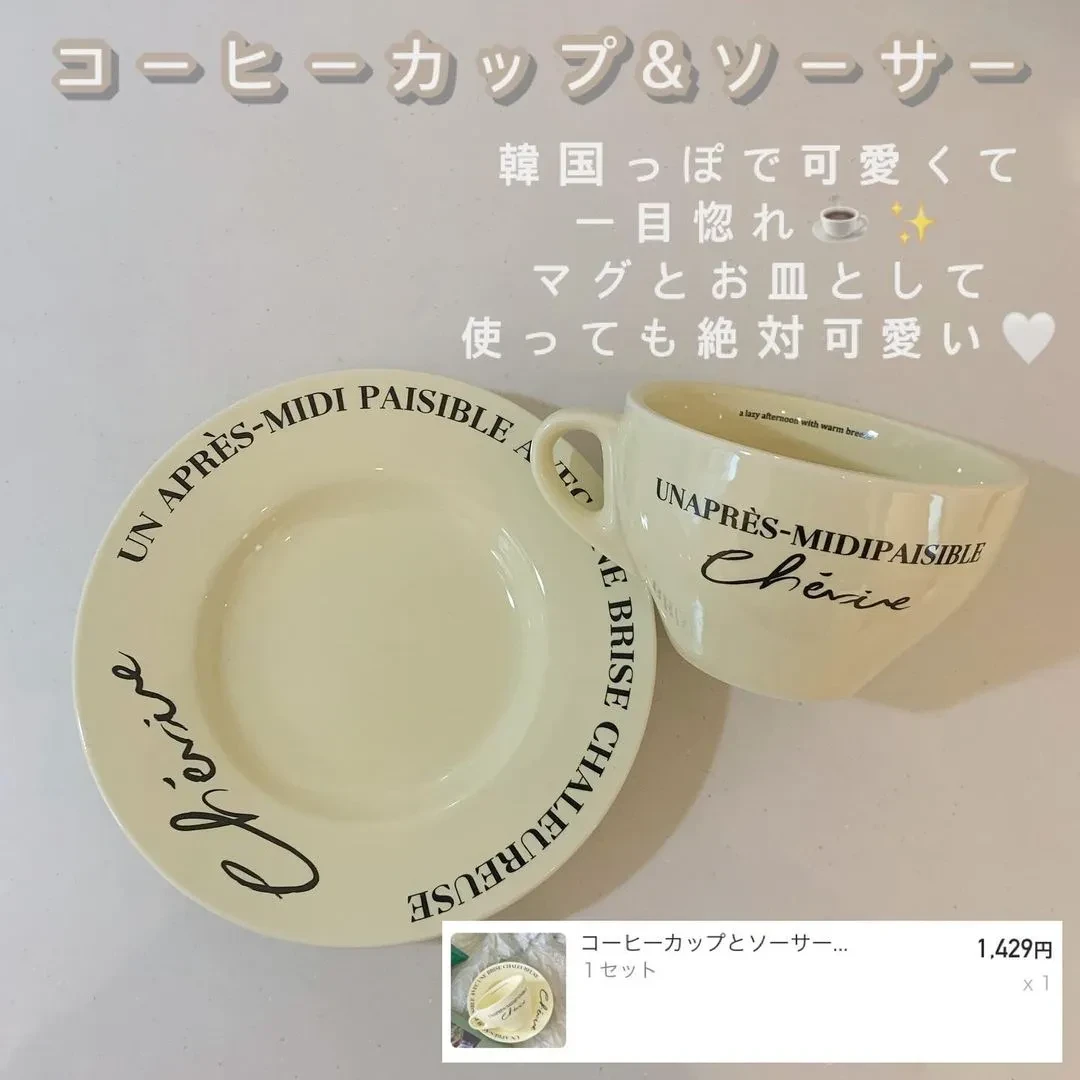 コーヒーカップ&ソーサー
韓国っぽで可愛くて
一目惚れ☕✨
マグとお皿として
使っても絶対可愛い🤍
a lazy afternoon with warm breeze
UNAPRÈS-MIDIPAISIBLE
Chérire
UN APRÈS-MIDI PAISIBLE AVEC UNE BRISE CHALEUREUSE
Chérire
コーヒーカップとソーサー...
1,429円
1セット
x 1